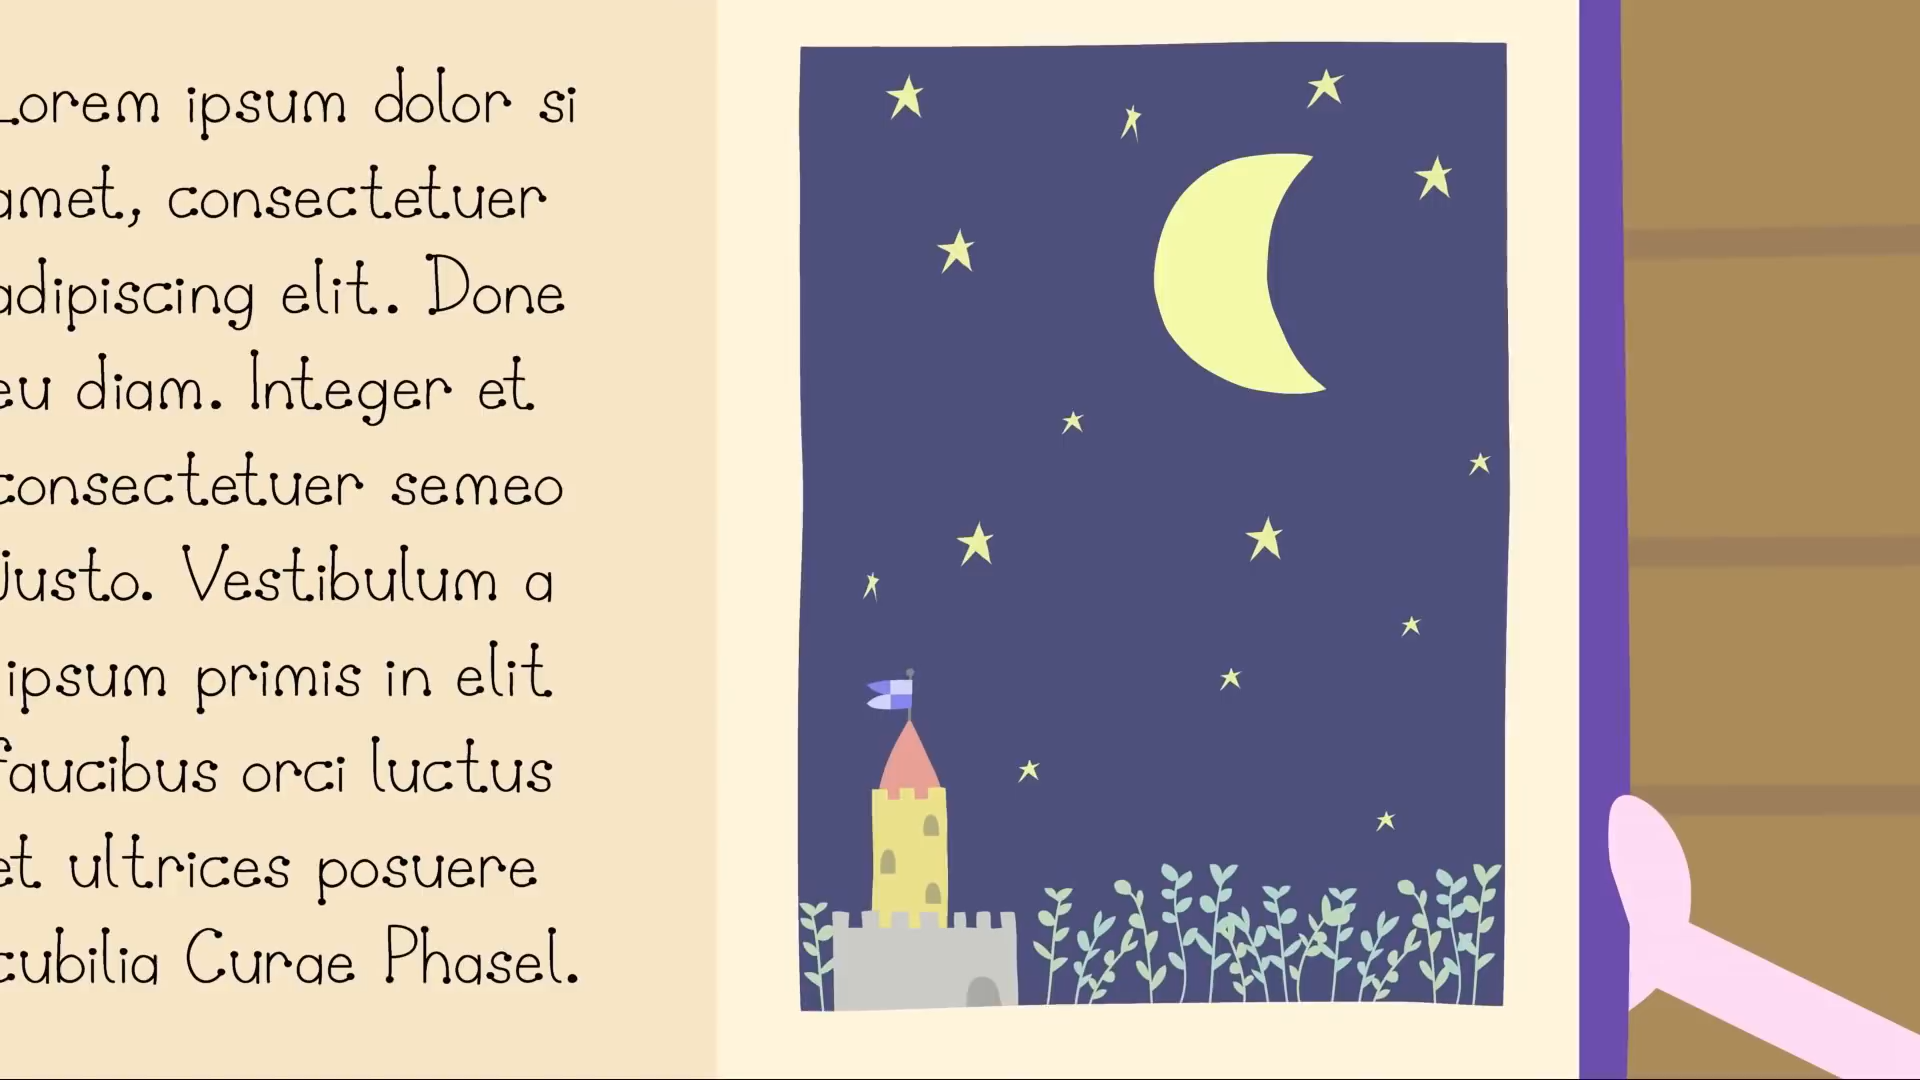 Lorem ipsum dolor si
amet, consectetuer
adipiscing elit. Done
eu diam. Integer et
consectetuer semeo
Justo. Vestibulum a
ipsum primis in elit
faucibus orci luctus
et ultrices posuere
cubilia Curae Phasel.